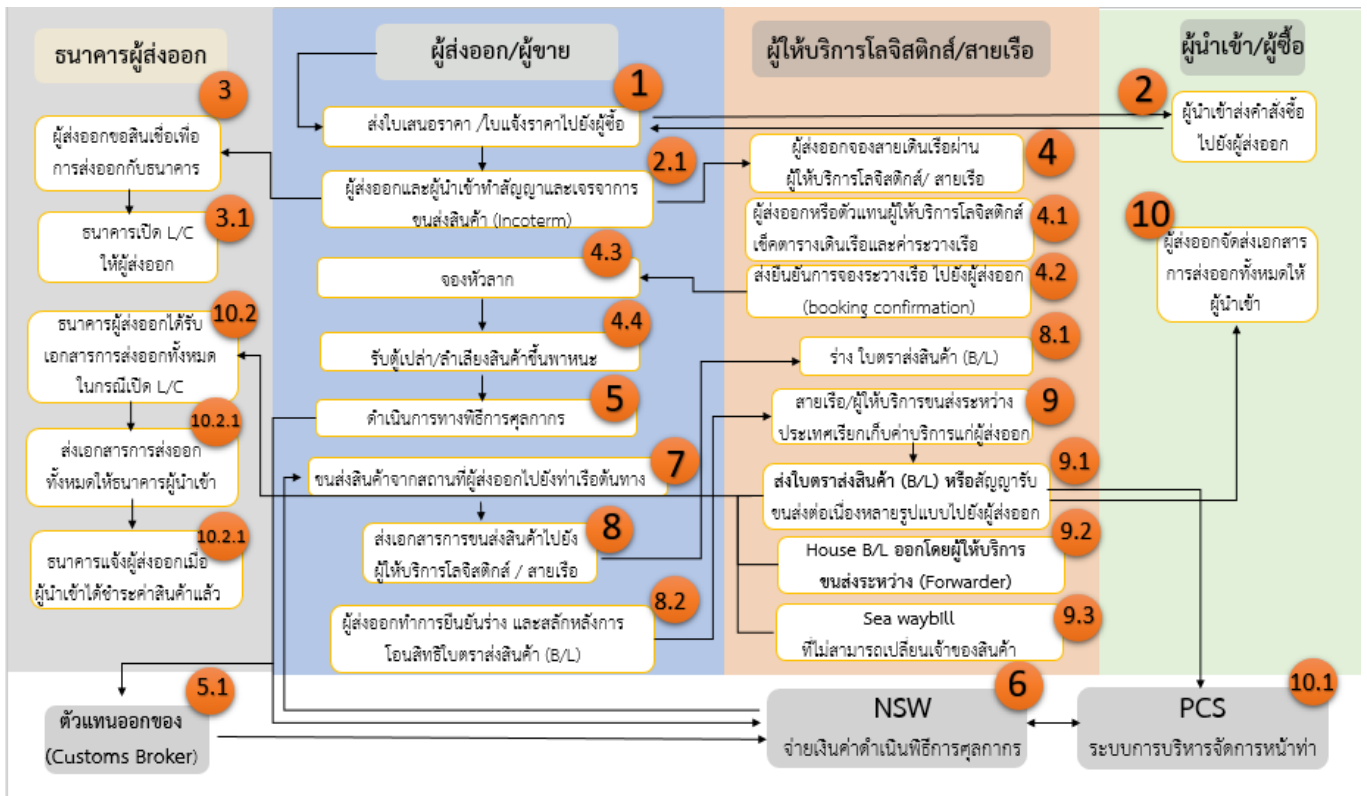 ธนาคารผู้ส่งออก
3
ผู้ส่งออกขอสินเชื่อเพื่อ
การส่งออกกับธนาคาร
3.1
ธนาคารเปิด L/C
ให้ผู้ส่งออก
10.2
ธนาคารผู้ส่งออกได้รับ
เอกสารการส่งออกทั้งหมด
ในกรณีเปิด L/C
10.2.1
ส่งเอกสารการส่งออก
ทั้งหมดให้ธนาคารผู้นำเข้า
10.2.1
ธนาคารแจ้งผู้ส่งออกเมื่อ
ผู้นำเข้าได้ชำระค่าสินค้าแล้ว
5.1
ตัวแทนออกของ
(Customs Broker)
ผู้ส่งออก/ผู้ขาย
1
ส่งใบเสนอราคา /ใบแจ้งราคาไปยังผู้ซื้อ
2.1
ผู้ส่งออกและผู้นำเข้าทำสัญญาและเจรจาการ
ขนส่งสินค้า (Incoterm)
4.3
จองหัวลาก
4.4
รับตู้เปล่า/ลำเลียงสินค้าขึ้นพาหนะ
5
ดำเนินการทางพิธีการศุลกากร
7
ขนส่งสินค้าจากสถานที่ผู้ส่งออกไปยังท่าเรือต้นทาง
8
ส่งเอกสารการขนส่งสินค้าไปยัง
ผู้ให้บริการโลจิสติกส์ / สายเรือ
8.2
ผู้ส่งออกทำการยืนยันร่าง และสลักหลังการ
โอนสิทธิใบตราส่งสินค้า (B/L)
ผู้ให้บริการโลจิสติกส์/สายเรือ
4
ผู้ส่งออกจองสายเดินเรือผ่าน
ผู้ให้บริการโลจิสติกส์/ สายเรือ
4.1
ผู้ส่งออกหรือตัวแทนผู้ให้บริการโลจิสติกส์
เช็คตารางเดินเรือและค่าระวางเรือ
4.2
ส่งยืนยันการจองระวางเรือ ไปยังผู้ส่งออก
(booking confirmation)
8.1
ร่าง ใบตราส่งสินค้า (B/L)
9
สายเรือ/ผู้ให้บริการขนส่งระหว่าง
ประเทศเรียกเก็บค่าบริการแก่ผู้ส่งออก
9.1
ส่งใบตราส่งสินค้า (B/L) หรือสัญญารับ
ขนส่งต่อเนื่องหลายรูปแบบไปยังผู้ส่งออก
9.2
House B/L ออกโดยผู้ให้บริการ
ขนส่งระหว่าง (Forwarder)
9.3
Sea waybill
ที่ไม่สามารถเปลี่ยนเจ้าของสินค้า
6
NSW
จ่ายเงินค่าดำเนินพิธีการศุลกากร
ผู้นำเข้า/ผู้ซื้อ
2
ผู้นำเข้าส่งคำสั่งซื้อ
ไปยังผู้ส่งออก
10
ผู้ส่งออกจัดส่งเอกสาร
การส่งออกทั้งหมดให้
ผู้นำเข้า
10.1
PCS
ระบบการบริหารจัดการหน้าท่า